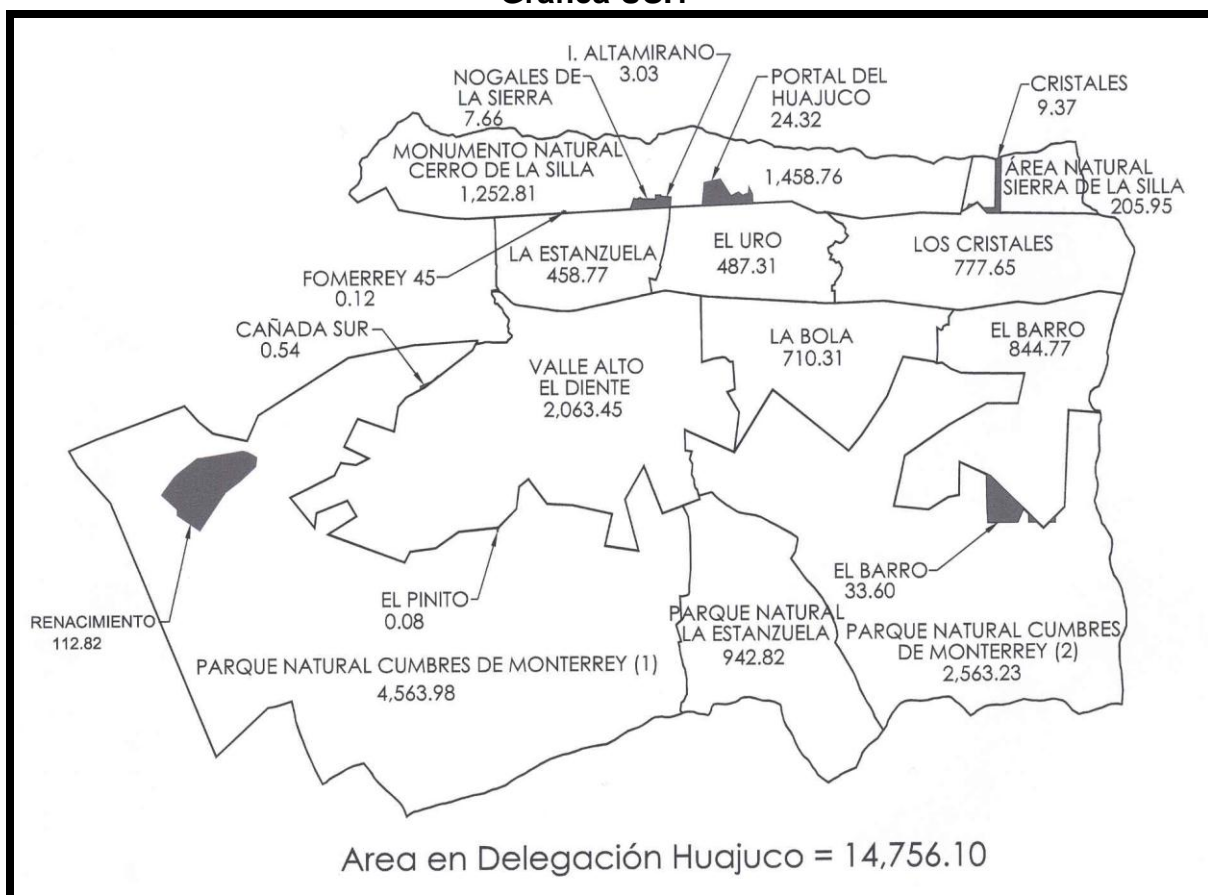 I. ALTAMIRANO
3.03
NOGALES DE
LA SIERRA
7.66
PORTAL DEL
HUAJUCO
24.32
CRISTALES
9.37
MONUMENTO NATURAL
CERRO DE LA SILLA
1,252.81
1,458.76
ÁREA NATURAL
SIERRA DE LA SILLA
205.95
LA ESTANZUELA
458.77
EL URO
487.31
LOS CRISTALES
777.65
FOMERREY 45
0.12
CAÑADA SUR
0.54
VALLE ALTO
EL DIENTE
2,063.45
LA BOLA
710.31
EL BARRO
844.77
EL BARRO
33.60
EL PINITO
0.08
RENACIMIENTO
112.82
PARQUE NATURAL CUMBRES DE MONTERREY (1)
4,563.98
PARQUE NATURAL
LA ESTANZUELA
942.82
PARQUE NATURAL CUMBRES
DE MONTERREY (2)
2,563.23
Area en Delegación Huajuco = 14,756.10